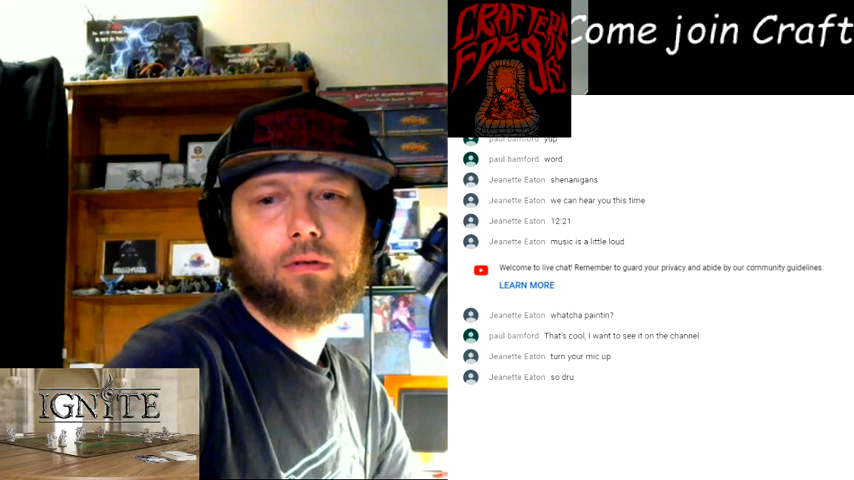 CRAFTERS
FORGE
Come join Craft
paul bamford yup
paul bamford word
Jeanette Eaton shenanigans
Jeanette Eaton we can hear you this time
Jeanette Eaton 12:21
Jeanette Eaton music is a little loud
Welcome to live chat! Remember to guard your privacy and abide by our community guidelines.
LEARN MORE
Jeanette Eaton whatcha paintin?
paul bamford That's cool, I want to see it on the channel
Jeanette Eaton turn your mic up
Jeanette Eaton so dru
IGNITE